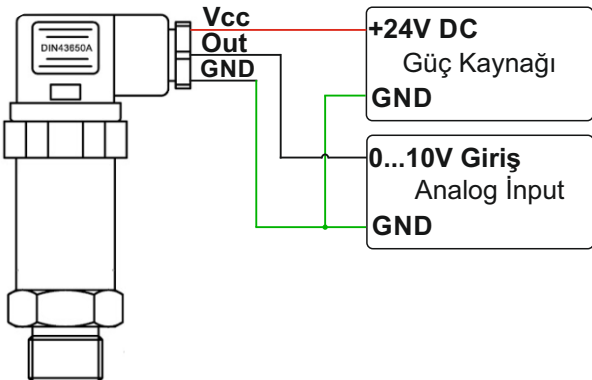 DIN43650A
Vcc
Out
GND
+24V DC
Güç Kaynağı
GND
0...10V Giriş
Analog İnput
GND